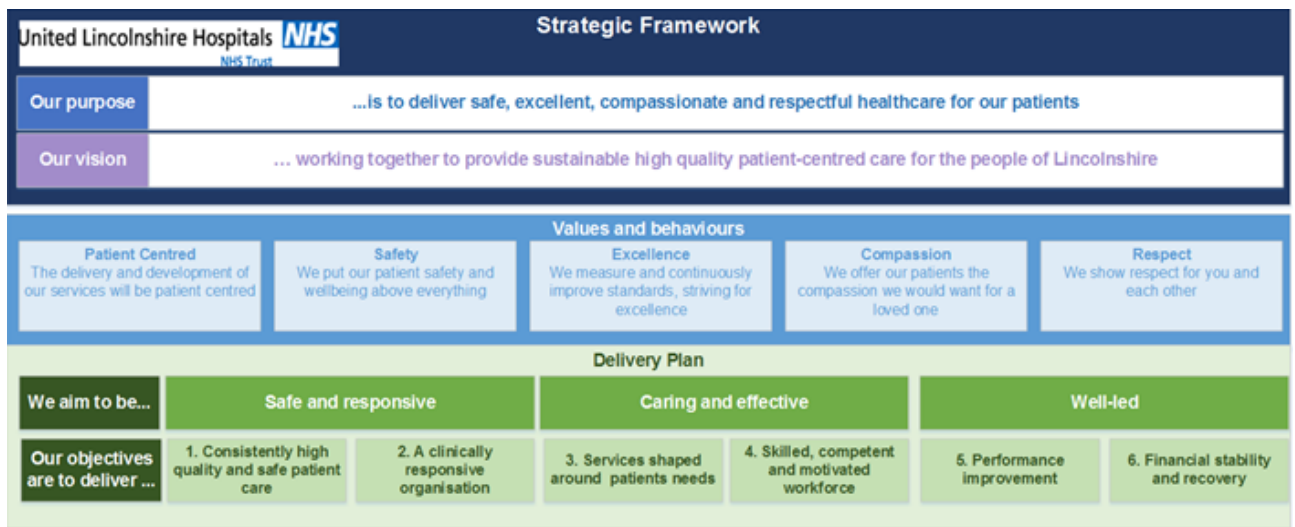 Strategic Framework
United Lincolnshire Hospitals NHS
NHS Trust
Our purpose
...is to deliver safe, excellent, compassionate and respectful healthcare for our patients
Our vision
... working together to provide sustainable high quality patient-centred care for the people of Lincolnshire
Values and behaviours
Patient Centred
The delivery and development of
our services will be patient centred
Safety
We put our patient safety and
wellbeing above everything
Excellence
We measure and continuously
improve standards, striving for
excellence
Compassion
We offer our patients the
compassion we would want for a
loved one
Respect
We show respect for you and
each other
Delivery Plan
We aim to be...
Safe and responsive
Caring and effective
Well-led
Our objectives
are to deliver ...
1. Consistently high
quality and safe patient
care
2. A clinically
responsive
organisation
3. Services shaped
around patients needs
4. Skilled, competent
and motivated
workforce
5. Performance
improvement
6. Financial stability
and recovery